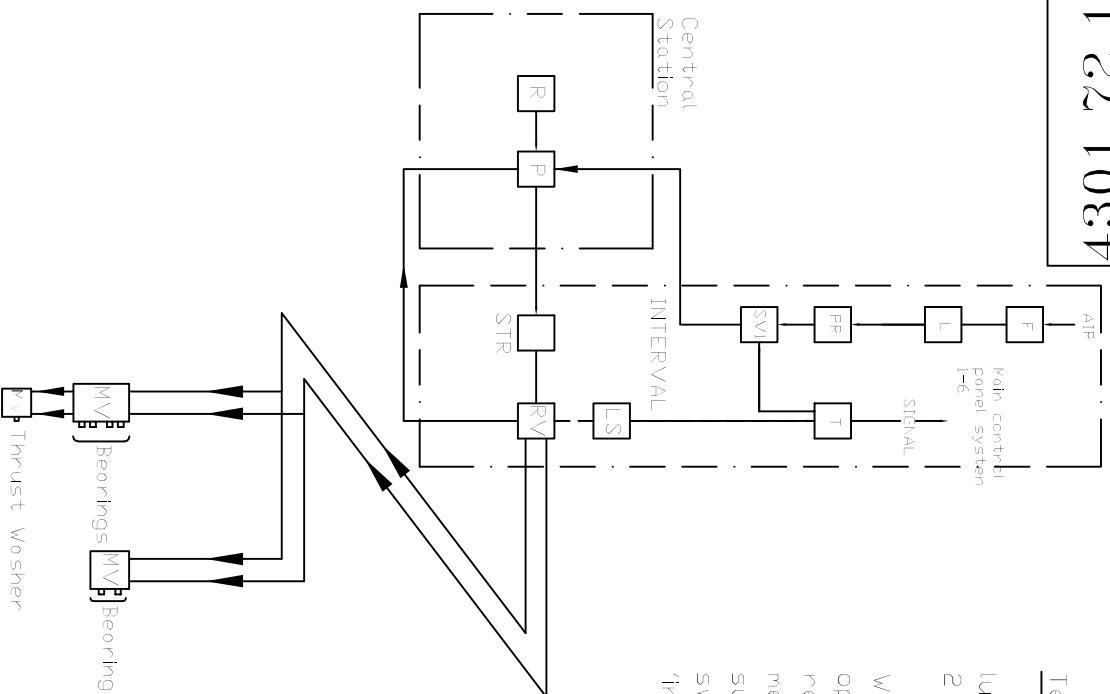 4301 72 1
Central
Station
R
P
INTERVAL
STR
RV
LS
T
SV1
PR
L
F
AIR
Main control
panel system
1-6
SIGNAL
MV
Bearings
MV
Bearing
Thrust Washer